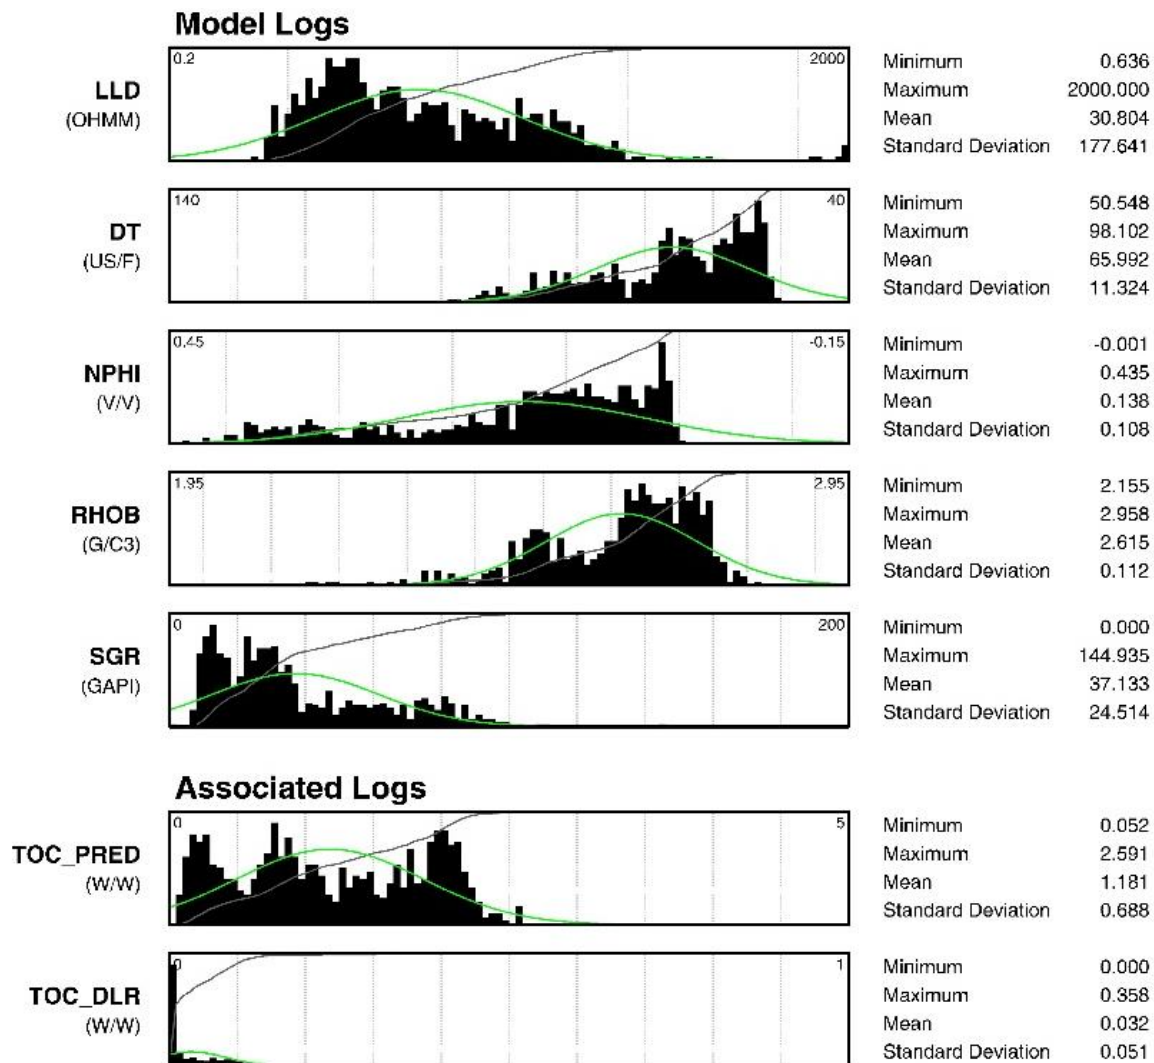 Model Logs
LLD
(OHMM)
0.2
2000
Minimum 0.636
Maximum 2000.000
Mean 30.804
Standard Deviation 177.641
DT
(US/F)
140
40
Minimum 50.548
Maximum 98.102
Mean 65.992
Standard Deviation 11.324
NPHI
(V/V)
0.45
-0.15
Minimum -0.001
Maximum 0.435
Mean 0.138
Standard Deviation 0.108
RHOB
(G/C3)
1.95
2.95
Minimum 2.155
Maximum 2.958
Mean 2.615
Standard Deviation 0.112
SGR
(GAPI)
0
200
Minimum 0.000
Maximum 144.935
Mean 37.133
Standard Deviation 24.514
Associated Logs
TOC_PRED
(W/W)
0
5
Minimum 0.052
Maximum 2.591
Mean 1.181
Standard Deviation 0.688
TOC_DLR
(W/W)
0
1
Minimum 0.000
Maximum 0.358
Mean 0.032
Standard Deviation 0.051